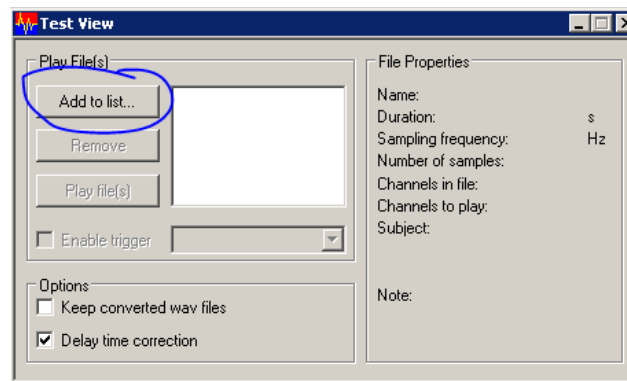 Test View
Play File(s)
Add to list...
Remove
Play file(s)
Enable trigger
Options
Keep converted wav files
Delay time correction
File Properties
Name:
Duration: s
Sampling frequency: Hz
Number of samples:
Channels in file:
Channels to play:
Subject:
Note: